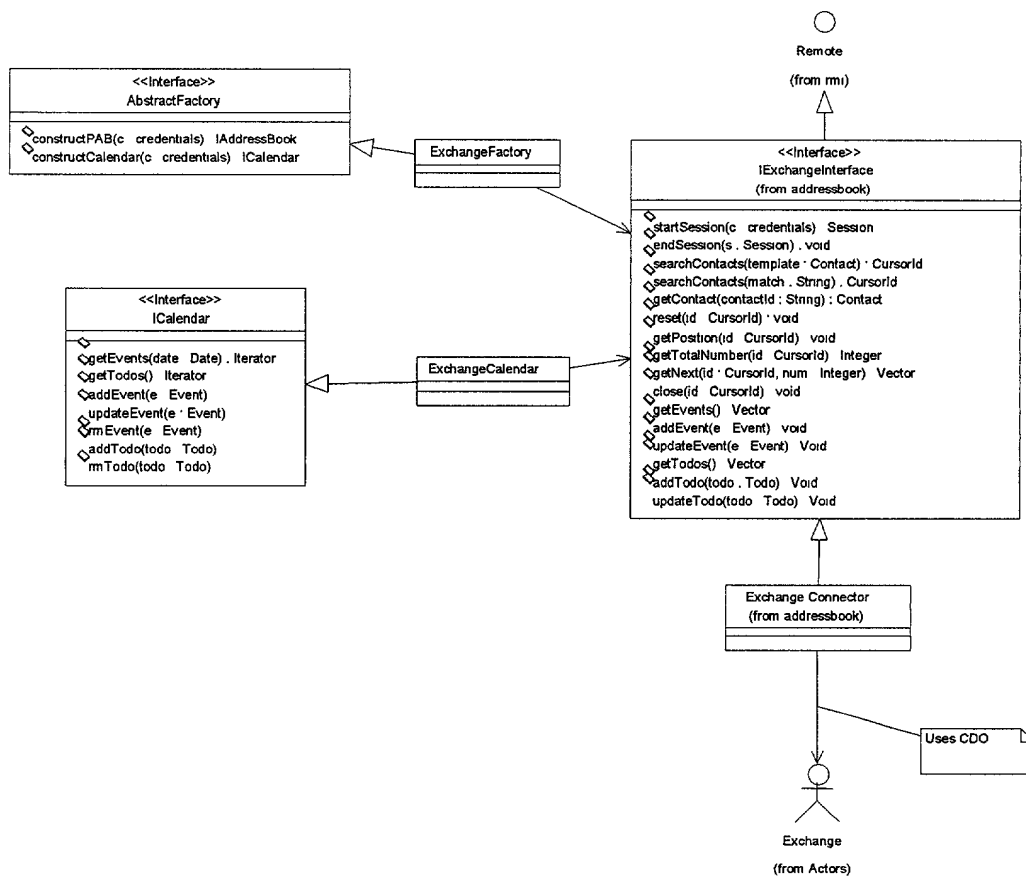 Remote
(from rmi)
<<Interface>>
AbstractFactory
constructPAB(c credentials) IAddressBook
constructCalendar(c credentials) ICalendar
ExchangeFactory
<<Interface>>
IExchangeInterface
(from addressbook)
startSession(c credentials) Session
endSession(s . Session) . void
searchContacts(template : Contact) : CursorId
searchContacts(match . String) . CursorId
getContact(contactId : String) : Contact
reset(id CursorId) : void
getPosition(id CursorId) void
getTotalNumber(id CursorId) Integer
getNext(id : CursorId, num Integer) Vector
close(id CursorId) void
getEvents() Vector
addEvent(e Event) void
updateEvent(e Event) Void
getTodos() Vector
addTodo(todo . Todo) Void
updateTodo(todo Todo) Void
<<Interface>>
ICalendar
getEvents(date Date) . Iterator
getTodos() Iterator
addEvent(e Event)
updateEvent(e : Event)
rmEvent(e Event)
addTodo(todo Todo)
rmTodo(todo Todo)
ExchangeCalendar
Exchange Connector
(from addressbook)
Uses CDO
Exchange
(from Actors)